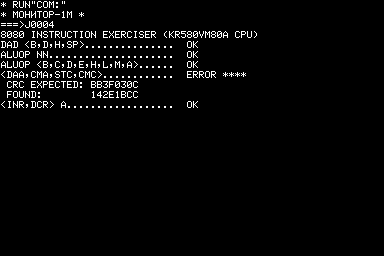 * RUN"COM:"
* МОНИТОР-1М *
===>J0004
8080 INSTRUCTION EXERCISER (KR580VM80A CPU)
DAD <B,D,H,SP>................  OK
ALUOP NN......................  OK
ALUOP <B,C,D,E,H,L,M,A>.......  OK
<DAA,CMA,STC,CMC>.............  ERROR ****
CRC EXPECTED: BB3F030C
FOUND:        142E1BCC
<INR,DCR> A...................  OK